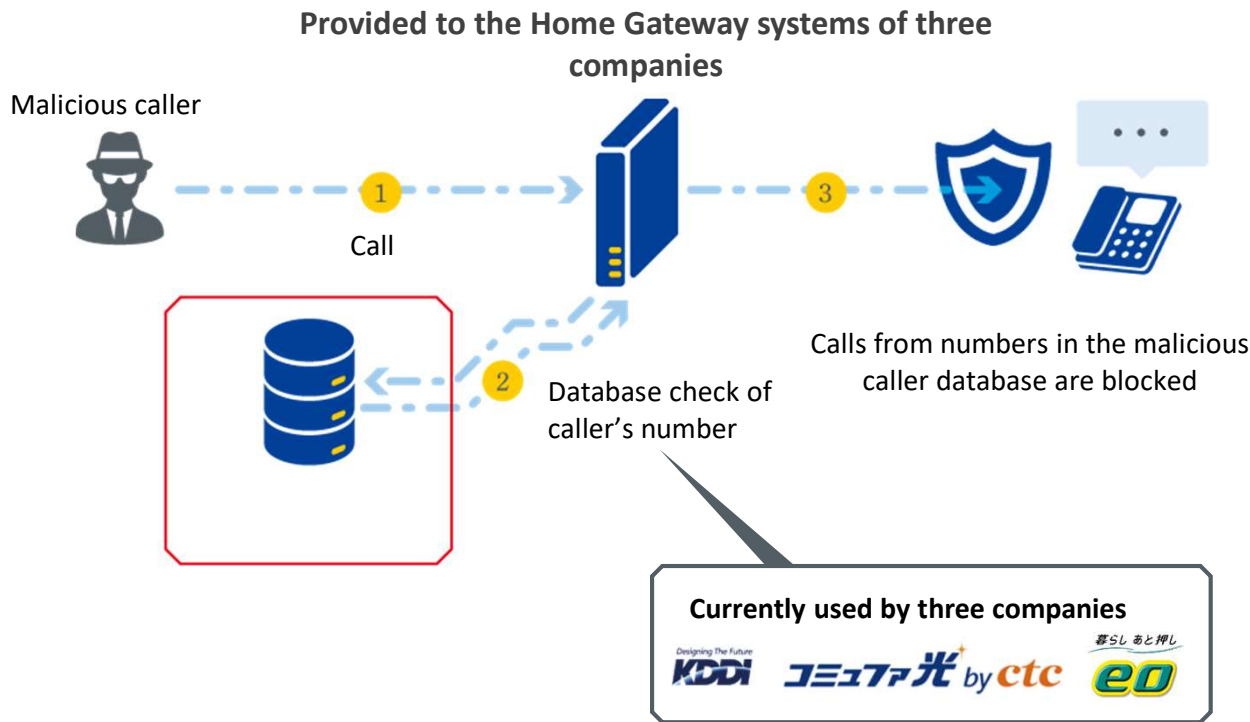 Provided to the Home Gateway systems of three
companies
Malicious caller
1
3
Call
2
Database check of
caller’s number
Calls from numbers in the malicious
caller database are blocked
Currently used by three companies
Designing The Future
KDDI
コミュファ光 by ctc
暮らし あと押し
eo